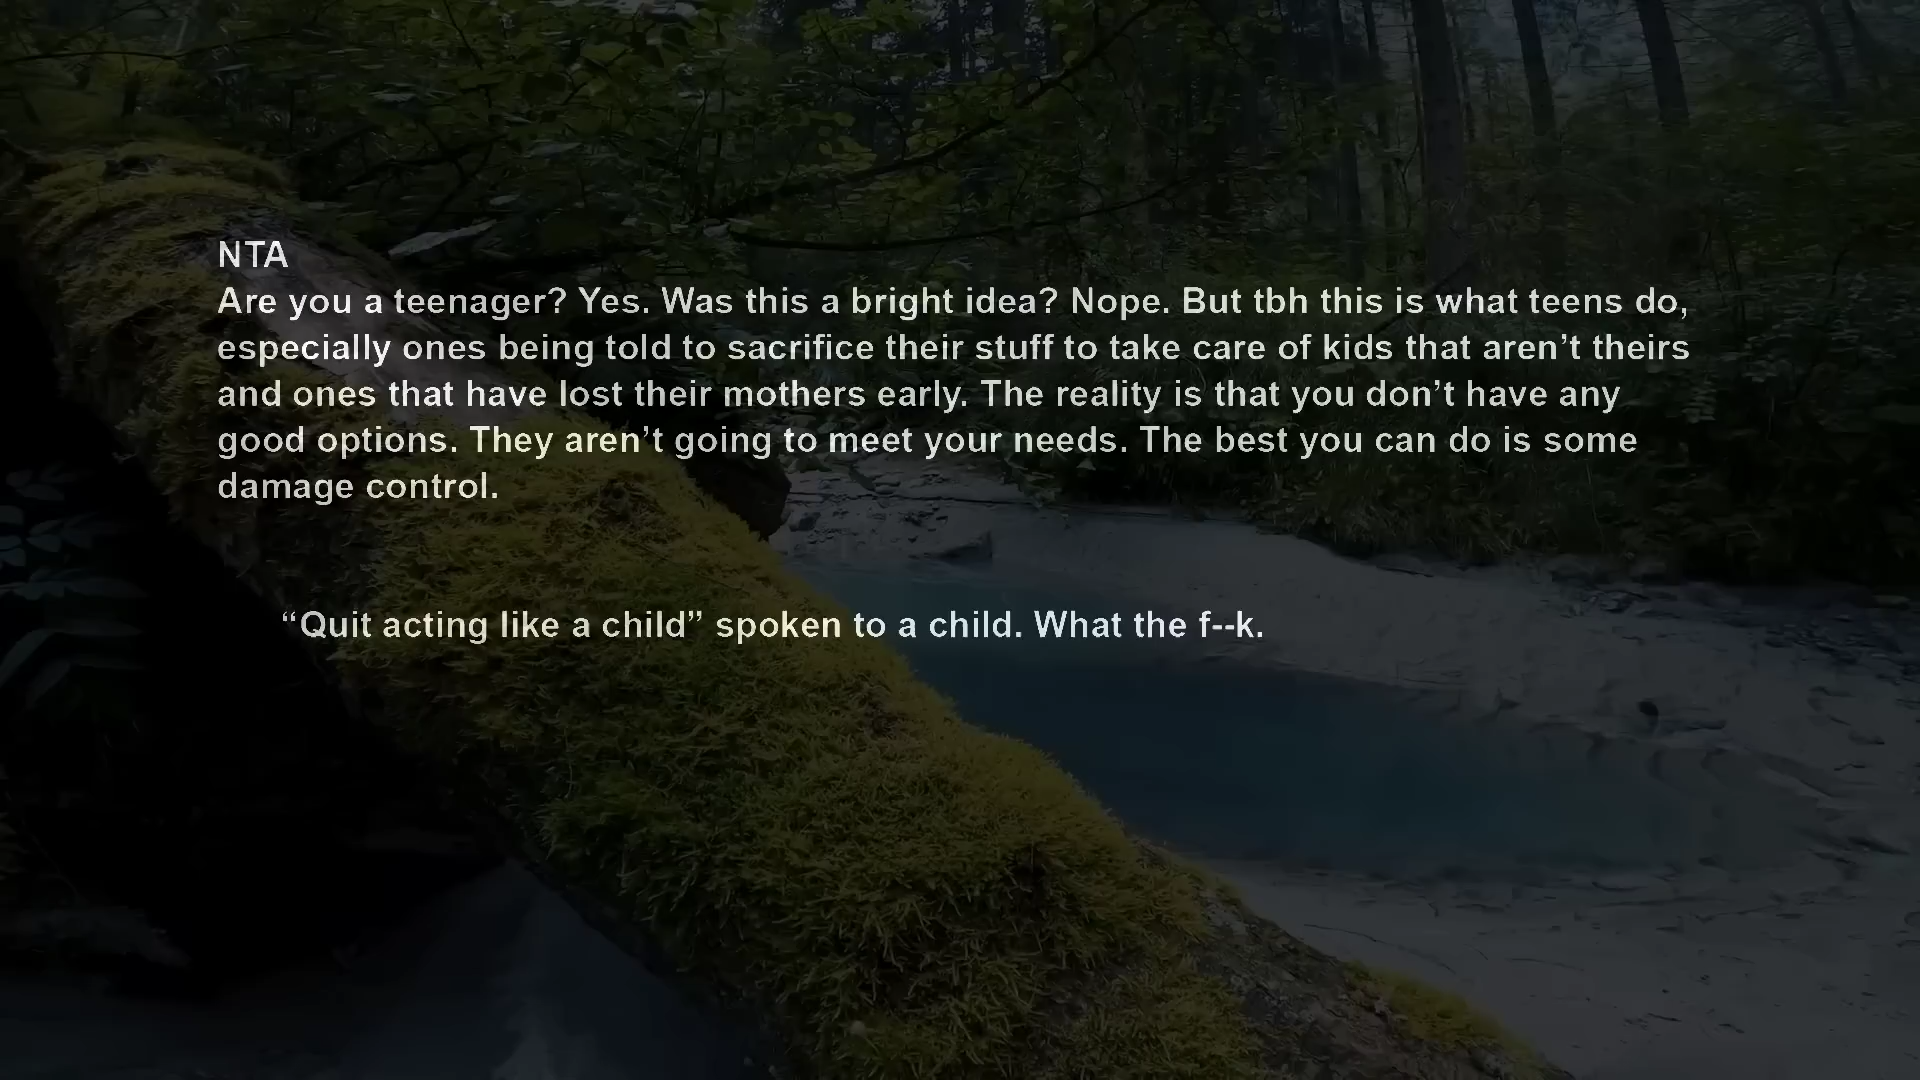 NTA
Are you a teenager? Yes. Was this a bright idea? Nope. But tbh this is what teens do,
especially ones being told to sacrifice their stuff to take care of kids that aren’t theirs
and ones that have lost their mothers early. The reality is that you don’t have any
good options. They aren’t going to meet your needs. The best you can do is some
damage control.
“Quit acting like a child” spoken to a child. What the f--k.